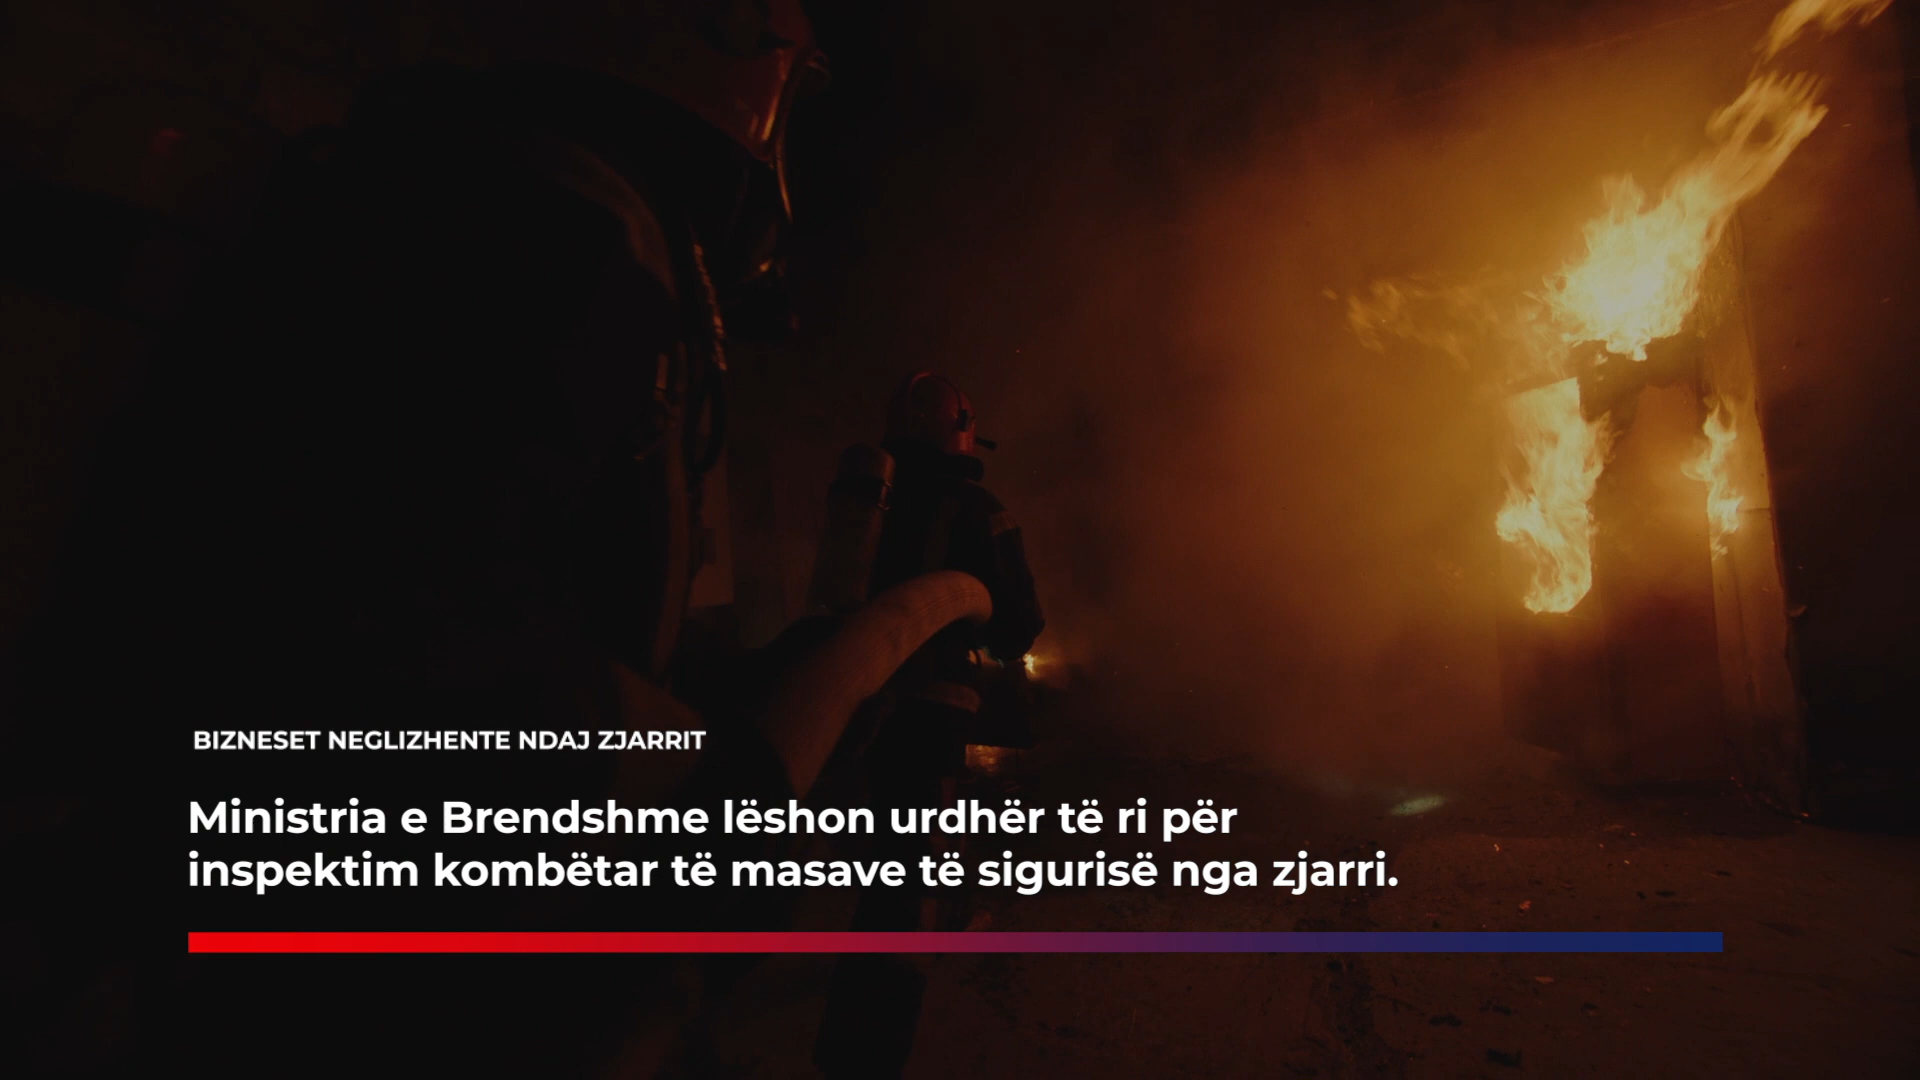 BIZNESET NEGLIZHENTE NDAJ ZJARRIT
Ministria e Brendshme lëshon urdhër të ri për
inspektim kombëtar të masave të sigurisë nga zjarri.